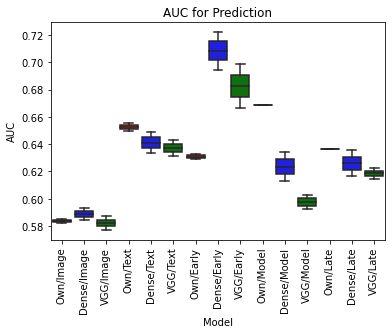 AUC for Prediction
AUC
0.72
0.70
0.68
0.66
0.64
0.62
0.60
0.58
Own/Image
Dense/Image
VGG/Image
Own/Text
Dense/Text
VGG/Text
Own/Early
Dense/Early
VGG/Early
Own/Model
Dense/Model
VGG/Model
Own/Late
Dense/Late
VGG/Late
Model